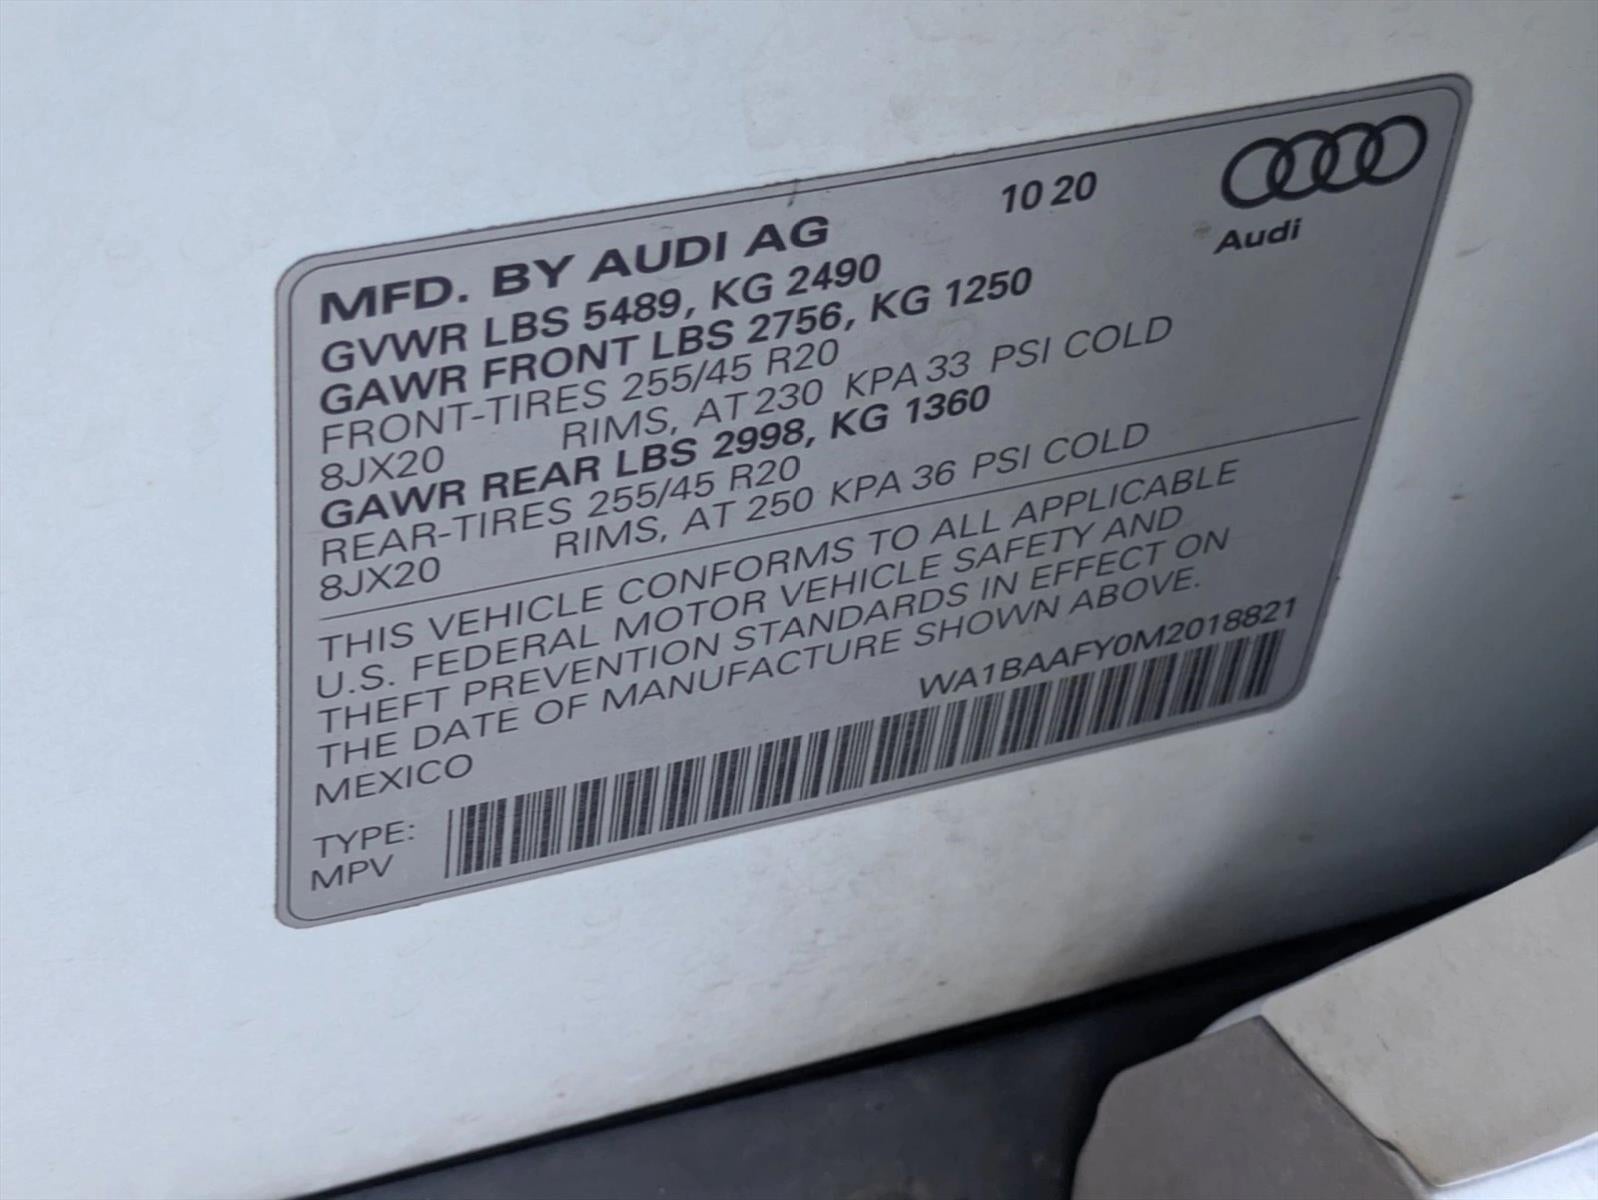 MFD. BY AUDI AG 10 20
Audi
GVWR LBS 5489, KG 2490
GAWR FRONT LBS 2756, KG 1250
FRONT-TIRES 255/45 R20
8JX20 RIMS, AT 230 KPA 33 PSI COLD
GAWR REAR LBS 2998, KG 1360
REAR-TIRES 255/45 R20
8JX20 RIMS, AT 250 KPA 36 PSI COLD
THIS VEHICLE CONFORMS TO ALL APPLICABLE
U.S. FEDERAL MOTOR VEHICLE SAFETY AND
THEFT PREVENTION STANDARDS IN EFFECT ON
THE DATE OF MANUFACTURE SHOWN ABOVE.
MEXICO WA1BAAFY0M2018821
TYPE:
MPV